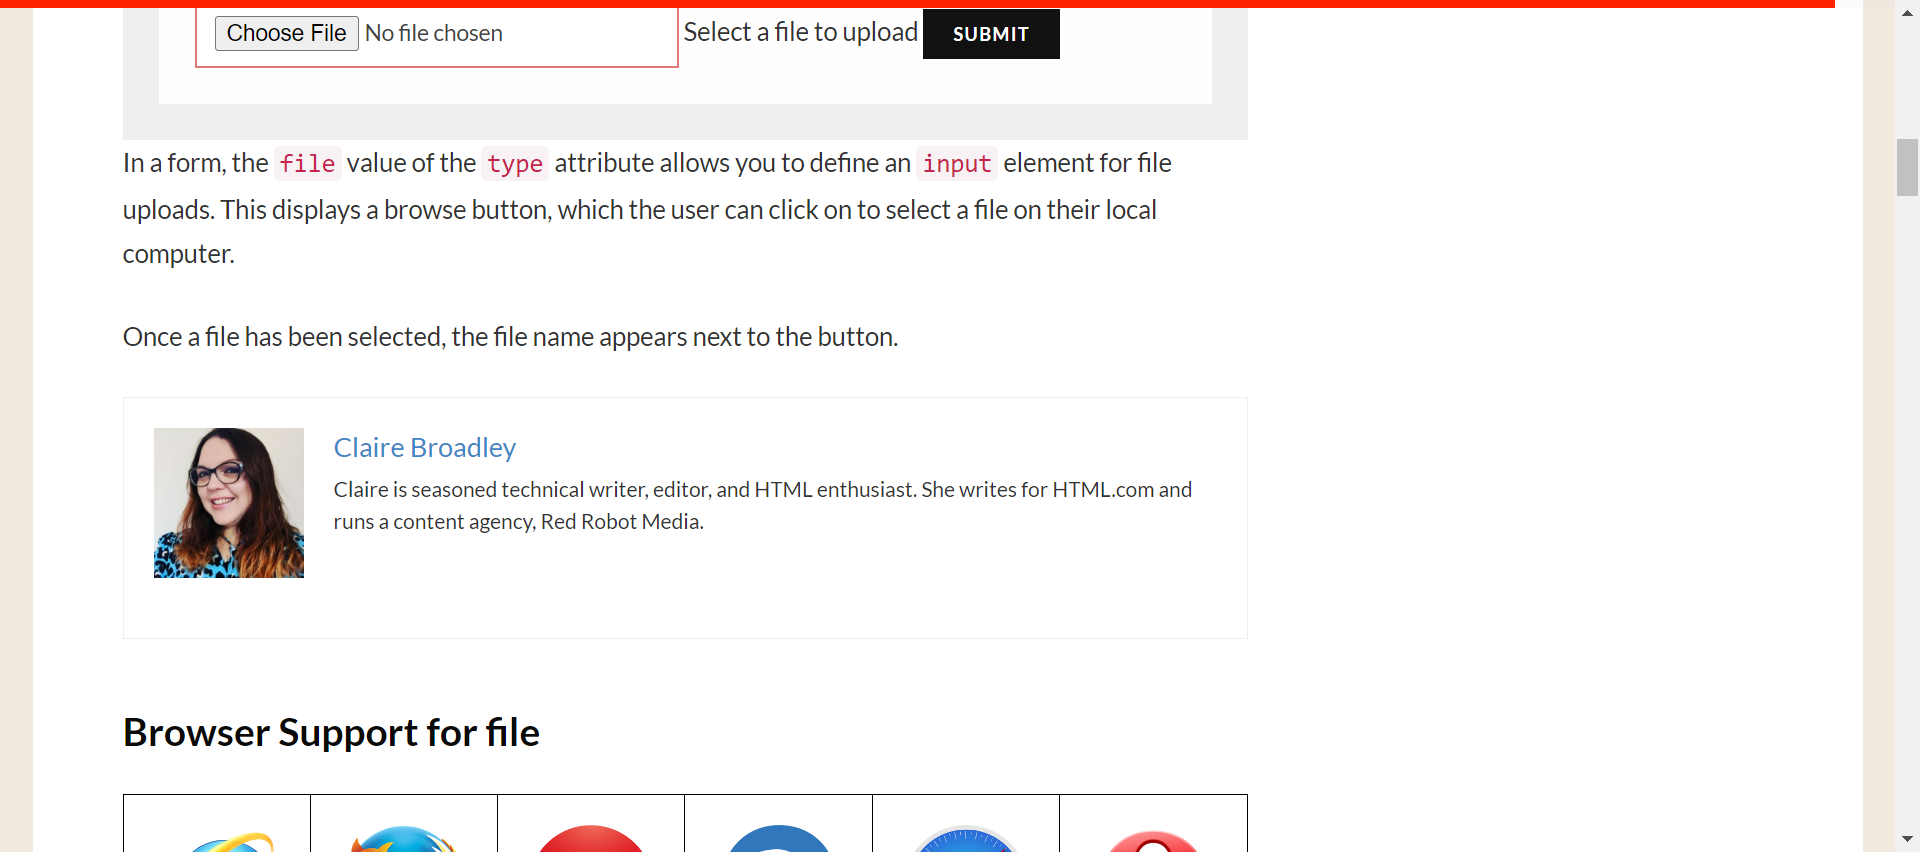 Choose File No file chosen Select a file to upload SUBMIT
In a form, the file value of the type attribute allows you to define an input element for file
uploads. This displays a browse button, which the user can click on to select a file on their local
computer.
Once a file has been selected, the file name appears next to the button.
Claire Broadley
Claire is seasoned technical writer, editor, and HTML enthusiast. She writes for HTML.com and
runs a content agency, Red Robot Media.
Browser Support for file